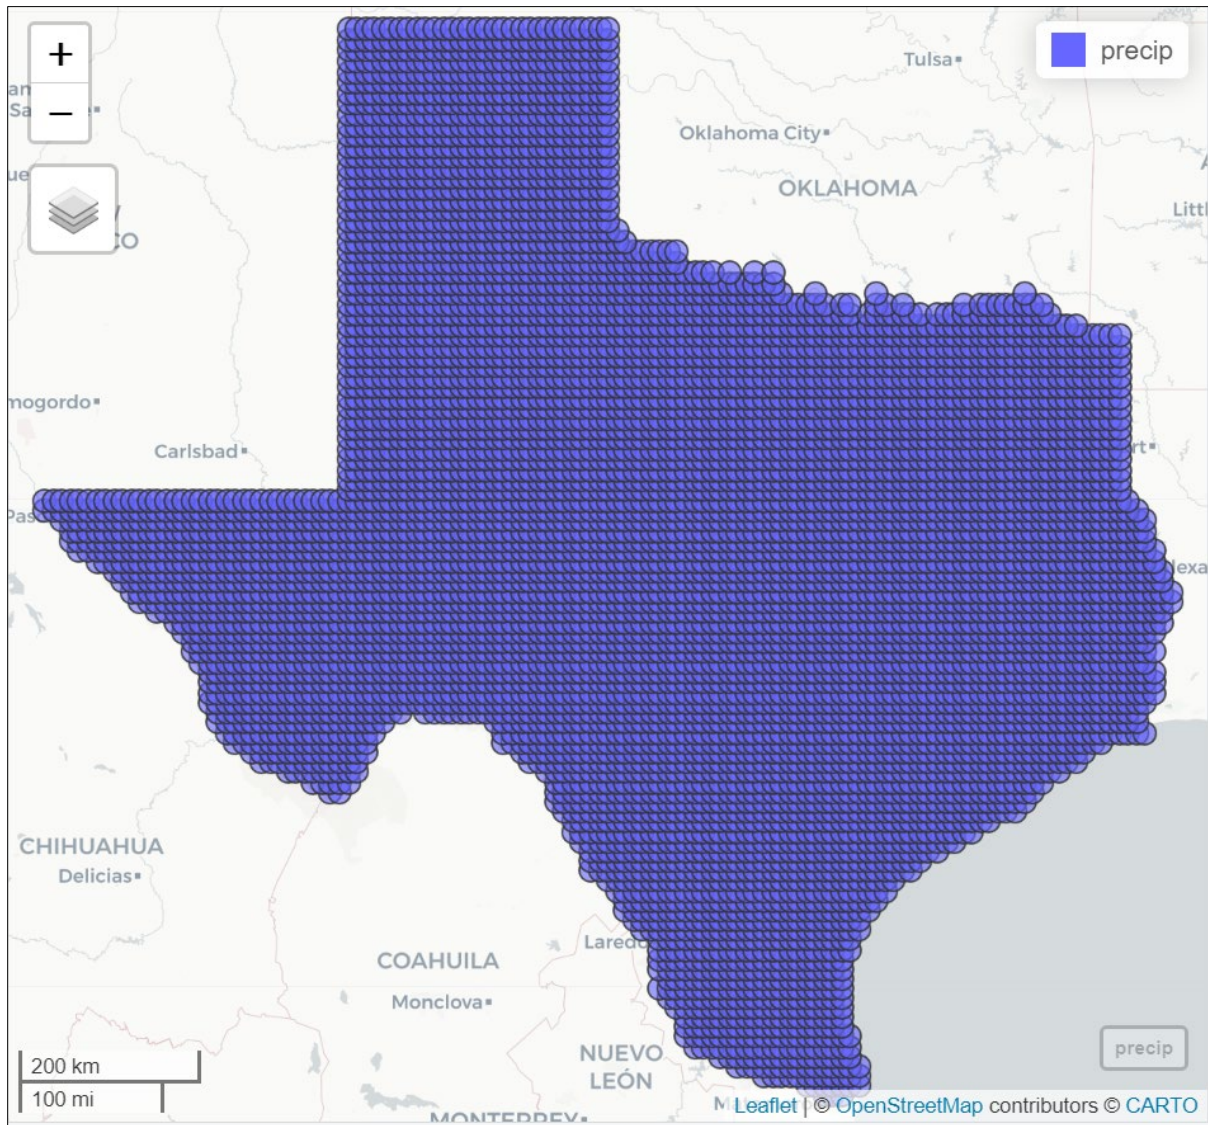 +
−
precip
Tulsa
Oklahoma City
OKLAHOMA
Carlsbad
CHIHUAHUA
Delicias
COAHUILA
Monclova
NUEVO
LEÓN
200 km
100 mi
precip
Leaflet | © OpenStreetMap contributors © CARTO